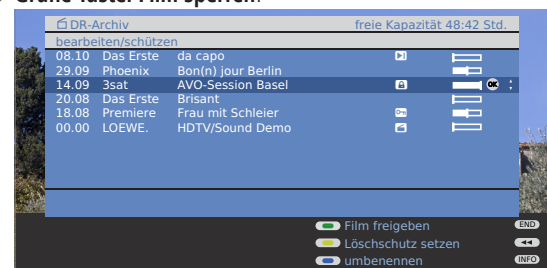 Grüne Taste: Film sperren.
DR-Archiv freie Kapazität 48:42 Std.
bearbeiten/schützen
08.10 Das Erste da capo
29.09 Phoenix Bon(n) jour Berlin
14.09 3sat AVO-Session Basel OK
20.08 Das Erste Brisant
18.08 Premiere Frau mit Schleier
00.00 LOEWE. HDTV/Sound Demo
Film freigeben END
Löschschutz setzen
umbenennen INFO